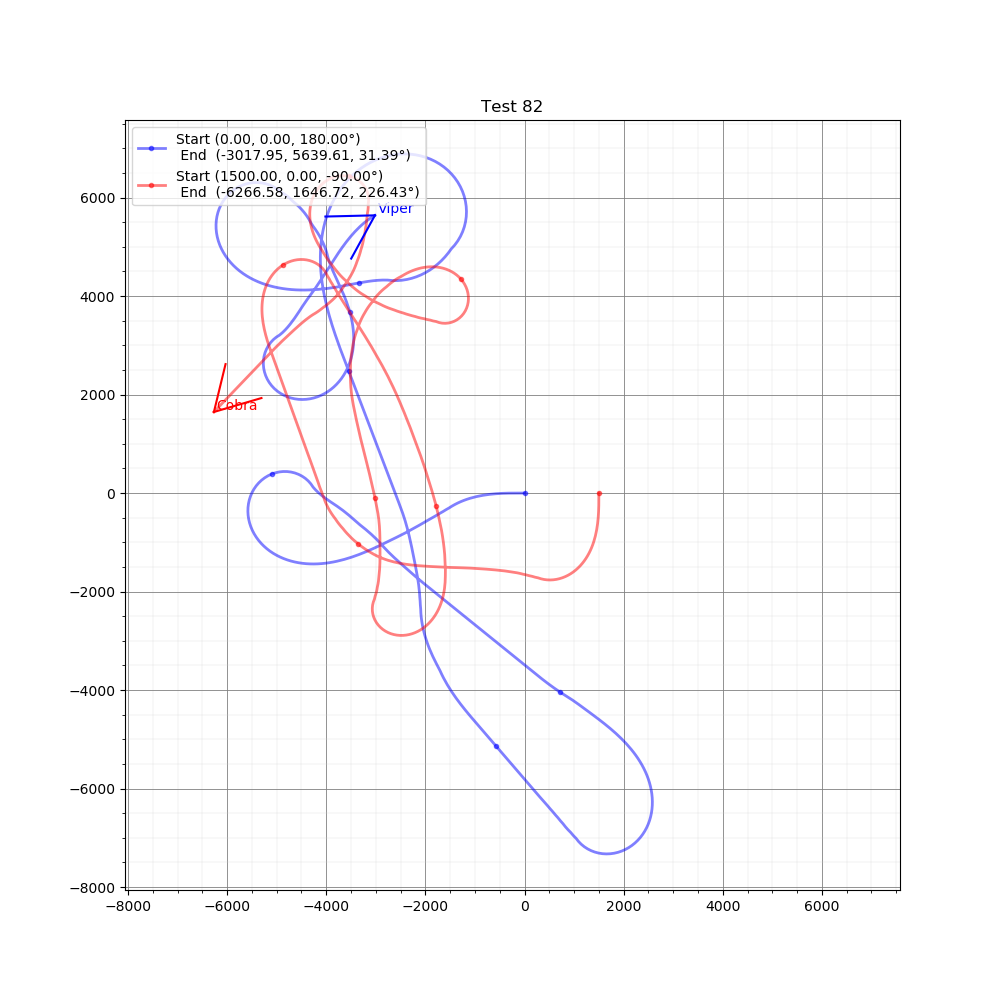 Test 82
Start (0.00, 0.00, 180.00°)
End (-3017.95, 5639.61, 31.39°)
Start (1500.00, 0.00, -90.00°)
End (-6266.58, 1646.72, 226.43°)
Viper
Cobra
6000
4000
2000
0
−2000
−4000
−6000
−8000
−8000 −6000 −4000 −2000 0 2000 4000 6000